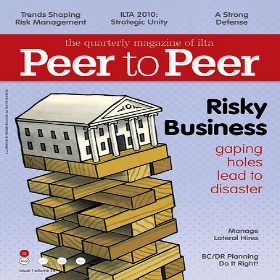 Trends Shaping
Risk Management
ILTA 2010:
Strategic Unity
A Strong
Defense
the quarterly magazine of ilta
Peer to Peer
Risky
Business
gaping
holes
lead to
disaster
Manage
Lateral Hires
BC/DR Planning
Do It Right!